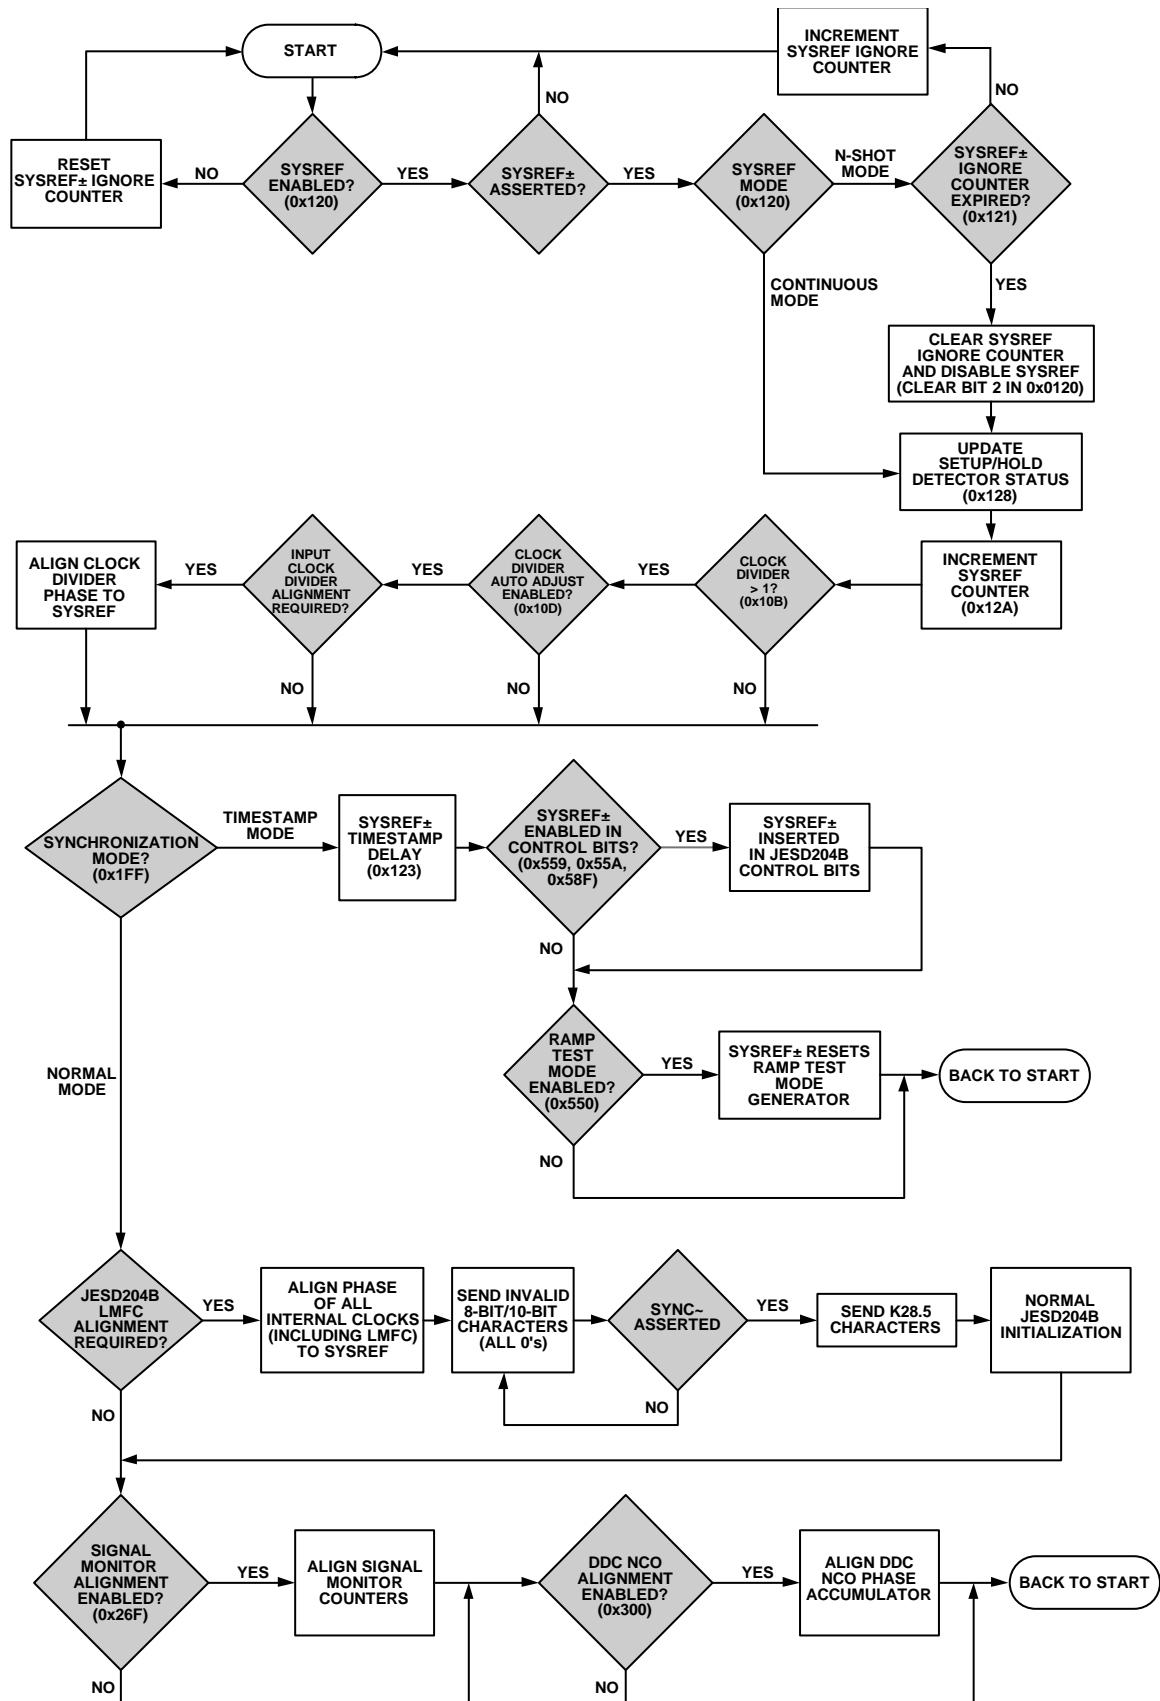 START
INCREMENT
SYSREF IGNORE
COUNTER
NO
NO
RESET
SYSREF± IGNORE
COUNTER
NO
SYSREF
ENABLED?
(0x120)
YES
SYSREF±
ASSERTED?
YES
SYSREF
MODE
(0x120)
N-SHOT
MODE
SYSREF±
IGNORE
COUNTER
EXPIRED?
(0x121)
CONTINUOUS
MODE
YES
CLEAR SYSREF
IGNORE COUNTER
AND DISABLE SYSREF
(CLEAR BIT 2 IN 0x0120)
UPDATE
SETUP/HOLD
DETECTOR STATUS
(0x128)
ALIGN CLOCK
DIVIDER
PHASE TO
SYSREF
YES
INPUT
CLOCK
DIVIDER
ALIGNMENT
REQUIRED?
YES
CLOCK
DIVIDER
AUTO ADJUST
ENABLED?
(0x10D)
YES
CLOCK
DIVIDER
> 1?
(0x10B)
INCREMENT
SYSREF
COUNTER
(0x12A)
NO
NO
NO
SYNCHRONIZATION
MODE?
(0x1FF)
TIMESTAMP
MODE
SYSREF±
TIMESTAMP
DELAY
(0x123)
SYSREF±
ENABLED IN
CONTROL BITS?
(0x559, 0x55A,
0x58F)
YES
SYSREF±
INSERTED
IN JESD204B
CONTROL BITS
NO
NORMAL
MODE
RAMP
TEST
MODE
ENABLED?
(0x550)
YES
SYSREF± RESETS
RAMP TEST
MODE
GENERATOR
BACK TO START
NO
JESD204B
LMFC
ALIGNMENT
REQUIRED?
YES
ALIGN PHASE
OF ALL
INTERNAL CLOCKS
(INCLUDING LMFC)
TO SYSREF
SEND INVALID
8-BIT/10-BIT
CHARACTERS
(ALL 0's)
SYNC~
ASSERTED
YES
SEND K28.5
CHARACTERS
NORMAL
JESD204B
INITIALIZATION
NO
NO
SIGNAL
MONITOR
ALIGNMENT
ENABLED?
(0x26F)
YES
ALIGN SIGNAL
MONITOR
COUNTERS
DDC NCO
ALIGNMENT
ENABLED?
(0x300)
YES
ALIGN DDC
NCO PHASE
ACCUMULATOR
BACK TO START
NO
NO